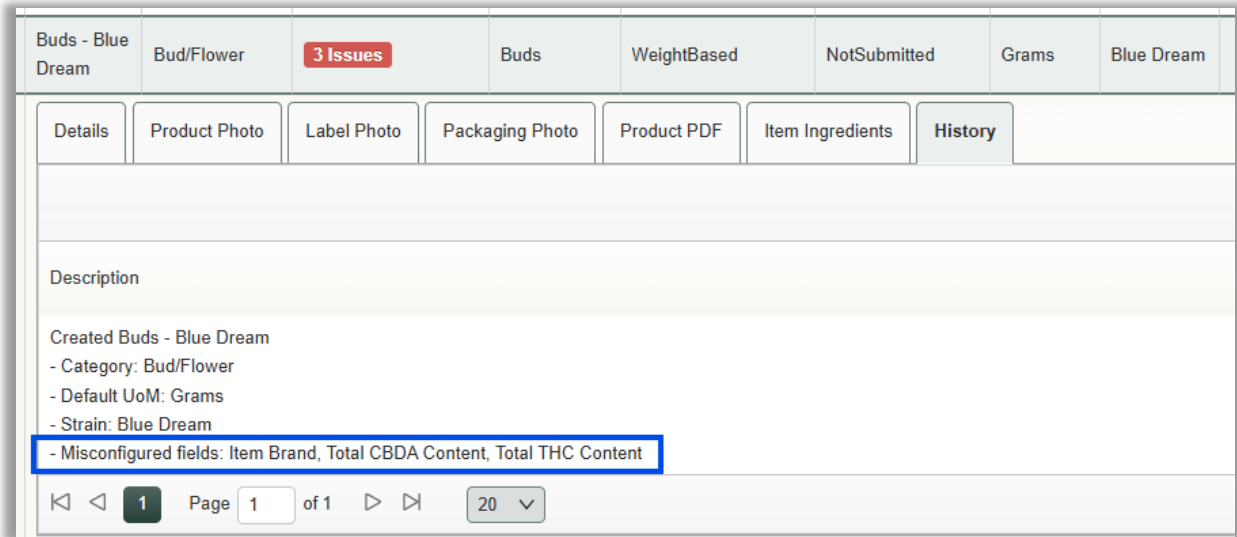 Buds - Blue Dream Bud/Flower 3 Issues Buds WeightBased NotSubmitted Grams Blue Dream
Details Product Photo Label Photo Packaging Photo Product PDF Item Ingredients History
Description
Created Buds - Blue Dream
- Category: Bud/Flower
- Default UoM: Grams
- Strain: Blue Dream
- Misconfigured fields: Item Brand, Total CBDA Content, Total THC Content
1 Page 1 of 1 20